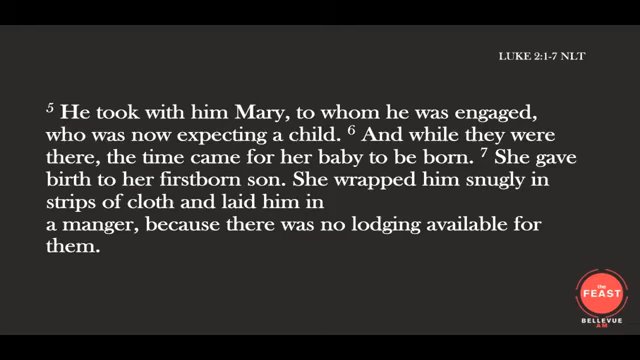 LUKE 2:1-7 NLT
5 He took with him Mary, to whom he was engaged,
who was now expecting a child. 6 And while they were
there, the time came for her baby to be born. 7 She gave
birth to her firstborn son. She wrapped him snugly in
strips of cloth and laid him in
a manger, because there was no lodging available for
them.
the
FEAST
BELLEVUE
AM